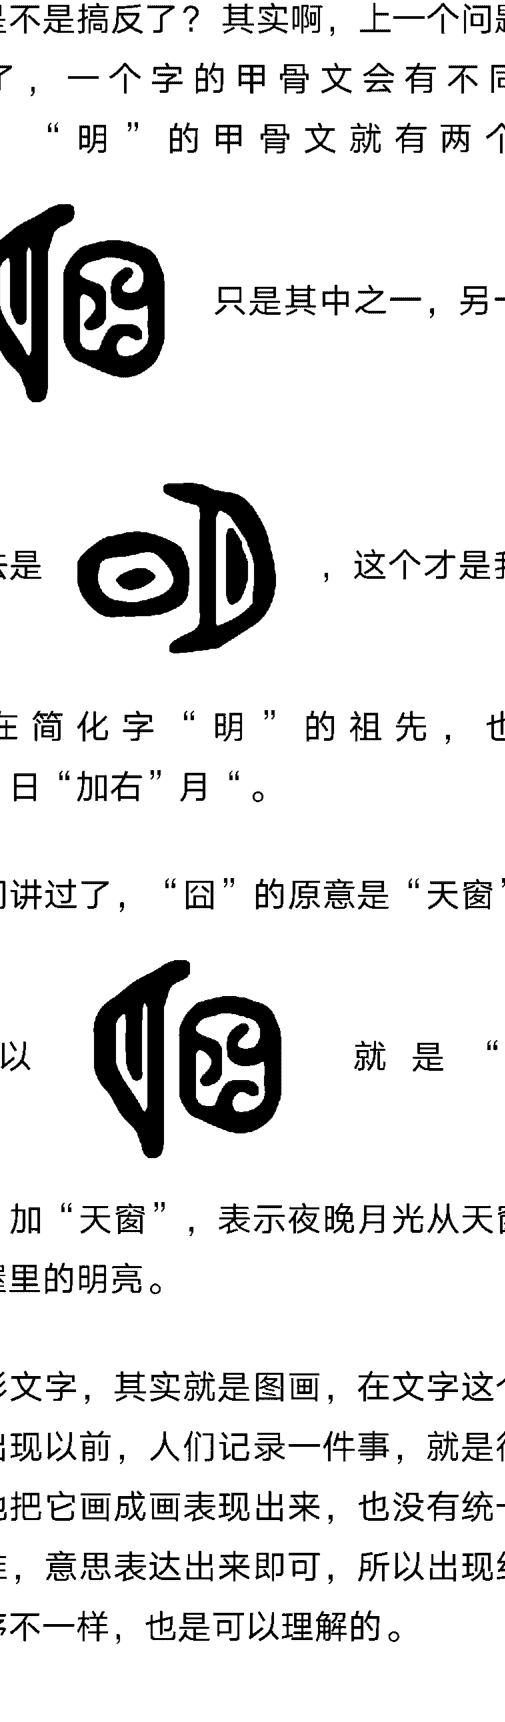 是不是搞反了？其实啊，上一个问题
了，一个字的甲骨文会有不同
“明”的甲骨文就有两个
只是其中之一，另一
法是 ，这个才是我
在简化字“明”的祖先，也
日“加右”月“。
们讲过了，“囧”的原意是“天窗”
以 就是“
加“天窗”，表示夜晚月光从天窗
屋里的明亮。
形文字，其实就是图画，在文字这个
出现以前，人们记录一件事，就是很
地把它画成画表现出来，也没有统一
准，意思表达出来即可，所以出现组
序不一样，也是可以理解的。